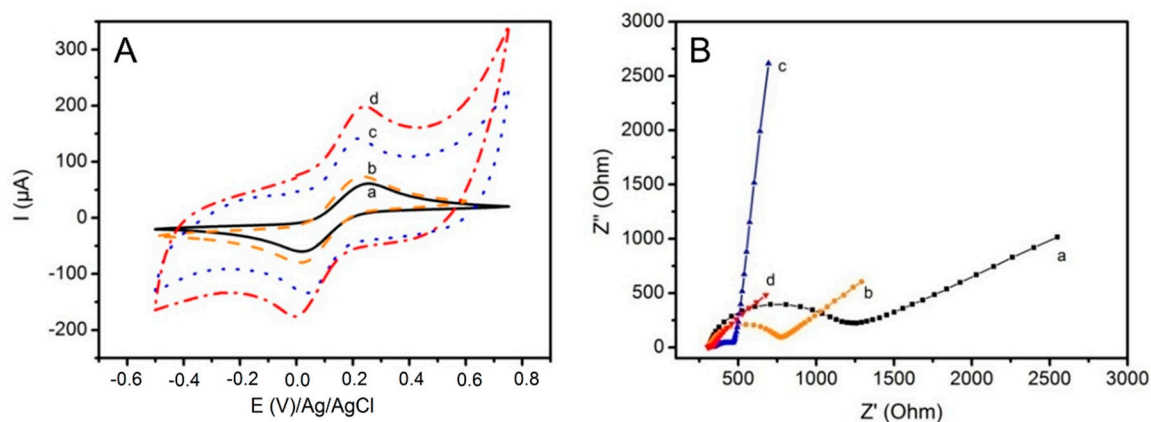 A
300
200
100
0
-100
-200
I (µA)
d
c
b
a
-0.6 -0.4 -0.2 0.0 0.2 0.4 0.6 0.8
E (V)/Ag/AgCl
B
3000
2500
2000
1500
1000
500
0
Z'' (Ohm)
c
d
b
a
500 1000 1500 2000 2500 3000
Z' (Ohm)